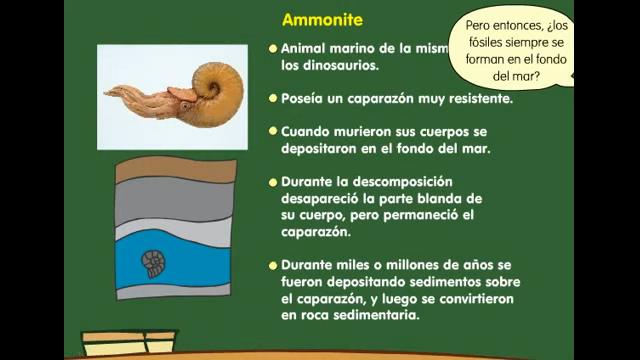 Ammonite
Animal marino de la mism
los dinosaurios.
Poseía un caparazón muy resistente.
Cuando murieron sus cuerpos se
depositaron en el fondo del mar.
Durante la descomposición
desapareció la parte blanda de
su cuerpo, pero permaneció el
caparazón.
Durante miles o millones de años se
fueron depositando sedimentos sobre
el caparazón, y luego se convirtieron
en roca sedimentaria.
Pero entonces, ¿los
fósiles siempre se
forman en el fondo
del mar?